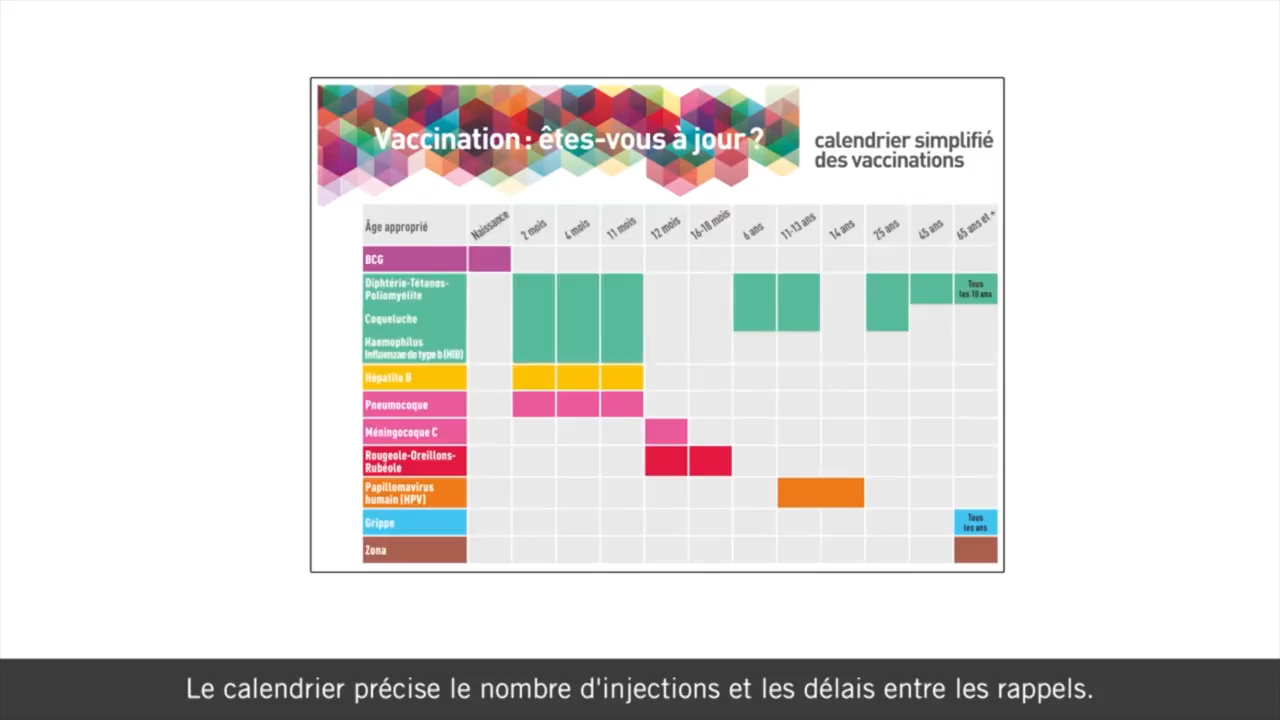 Vaccination : êtes-vous à jour ?
calendrier simplifié
des vaccinations
Âge approprié
Naissance
2 mois
4 mois
11 mois
12 mois
16-18 mois
6 ans
11-13 ans
14 ans
25 ans
45 ans
65 ans et +
BCG
Diphtérie-Tétanos-
Poliomyélite
Tous
les 10 ans
Coqueluche
Haemophilus
Influenzae de type b (HIB)
Hépatite B
Pneumocoque
Méningocoque C
Rougeole-Oreillons-
Rubéole
Papillomavirus
humain (HPV)
Grippe
Tous
les ans
Zona
Le calendrier précise le nombre d'injections et les délais entre les rappels.